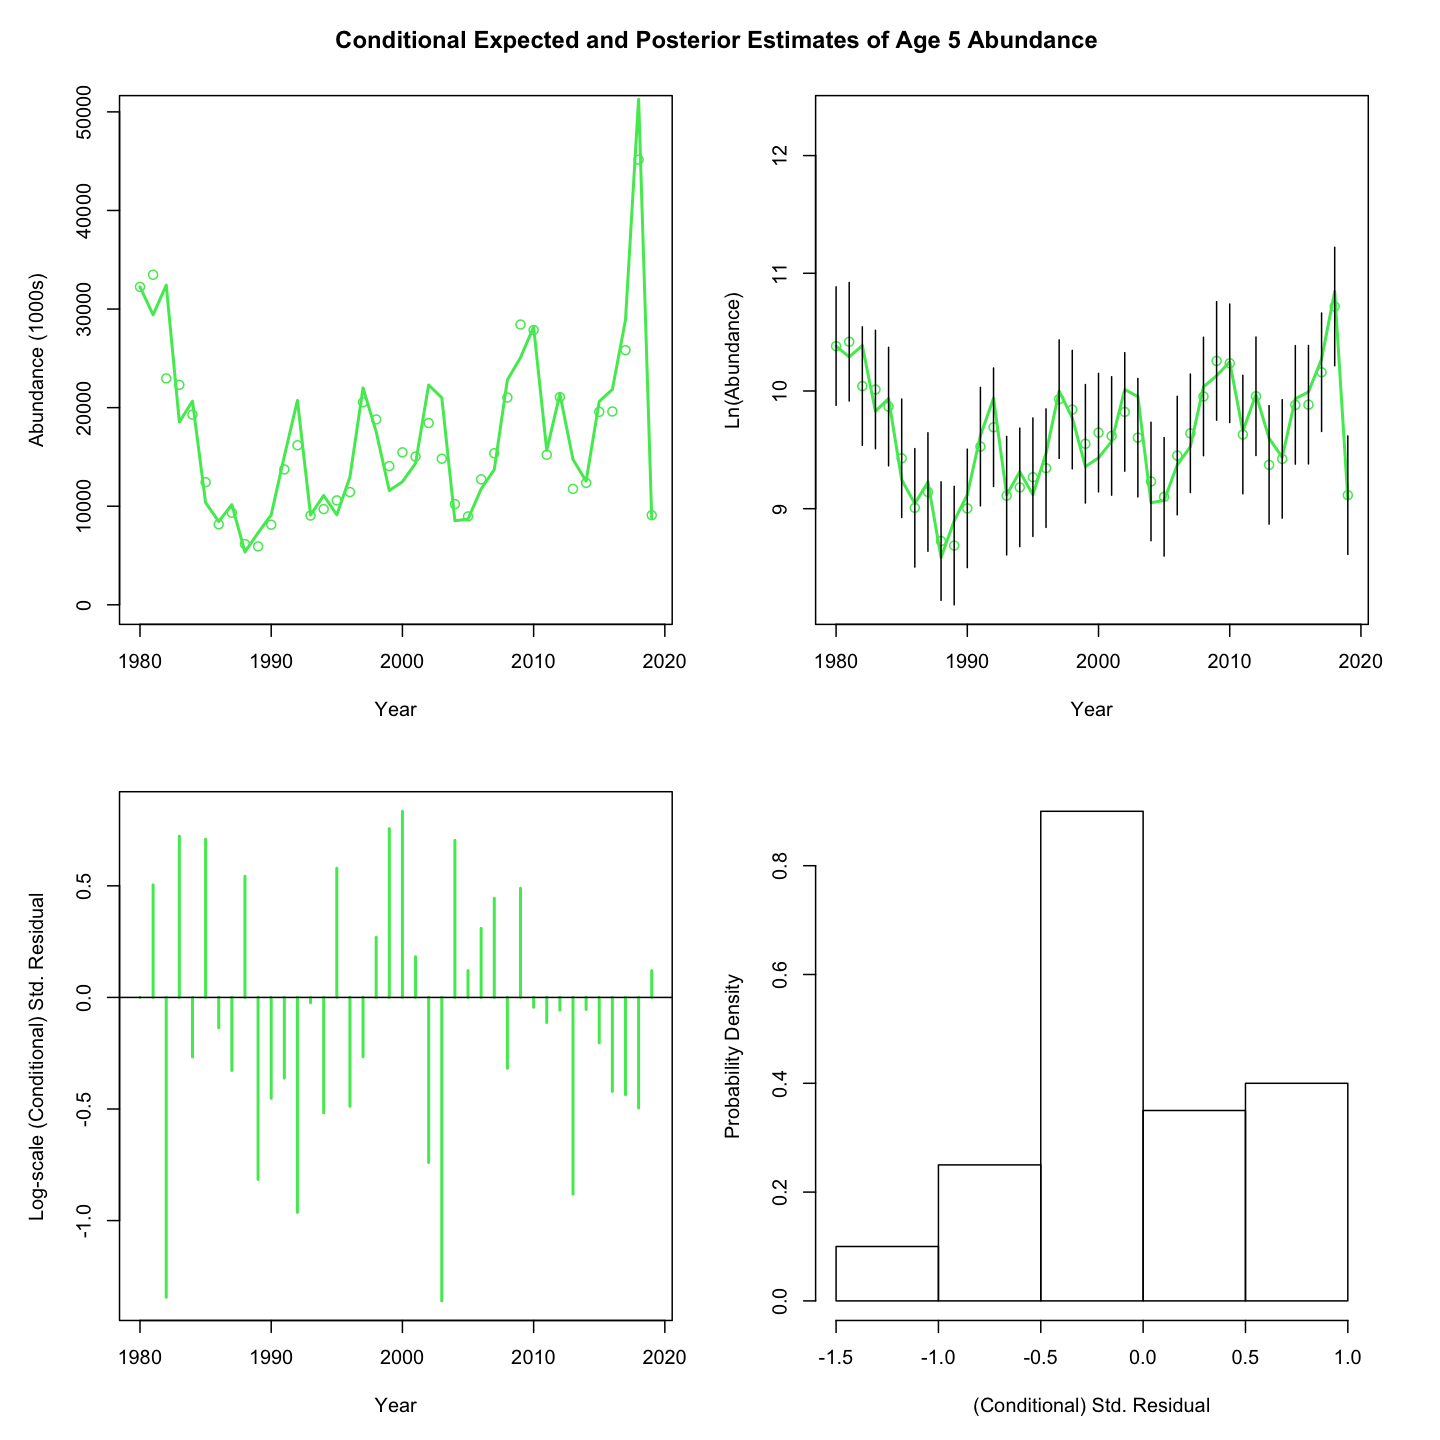 Conditional Expected and Posterior Estimates of Age 5 Abundance
Abundance (1000s)
50000
40000
30000
20000
10000
0
1980 1990 2000 2010 2020
Year
Ln(Abundance)
12
11
10
9
1980 1990 2000 2010 2020
Year
Log-scale (Conditional) Std. Residual
0.5
0.0
-0.5
-1.0
1980 1990 2000 2010 2020
Year
Probability Density
0.8
0.6
0.4
0.2
0.0
-1.5 -1.0 -0.5 0.0 0.5 1.0
(Conditional) Std. Residual